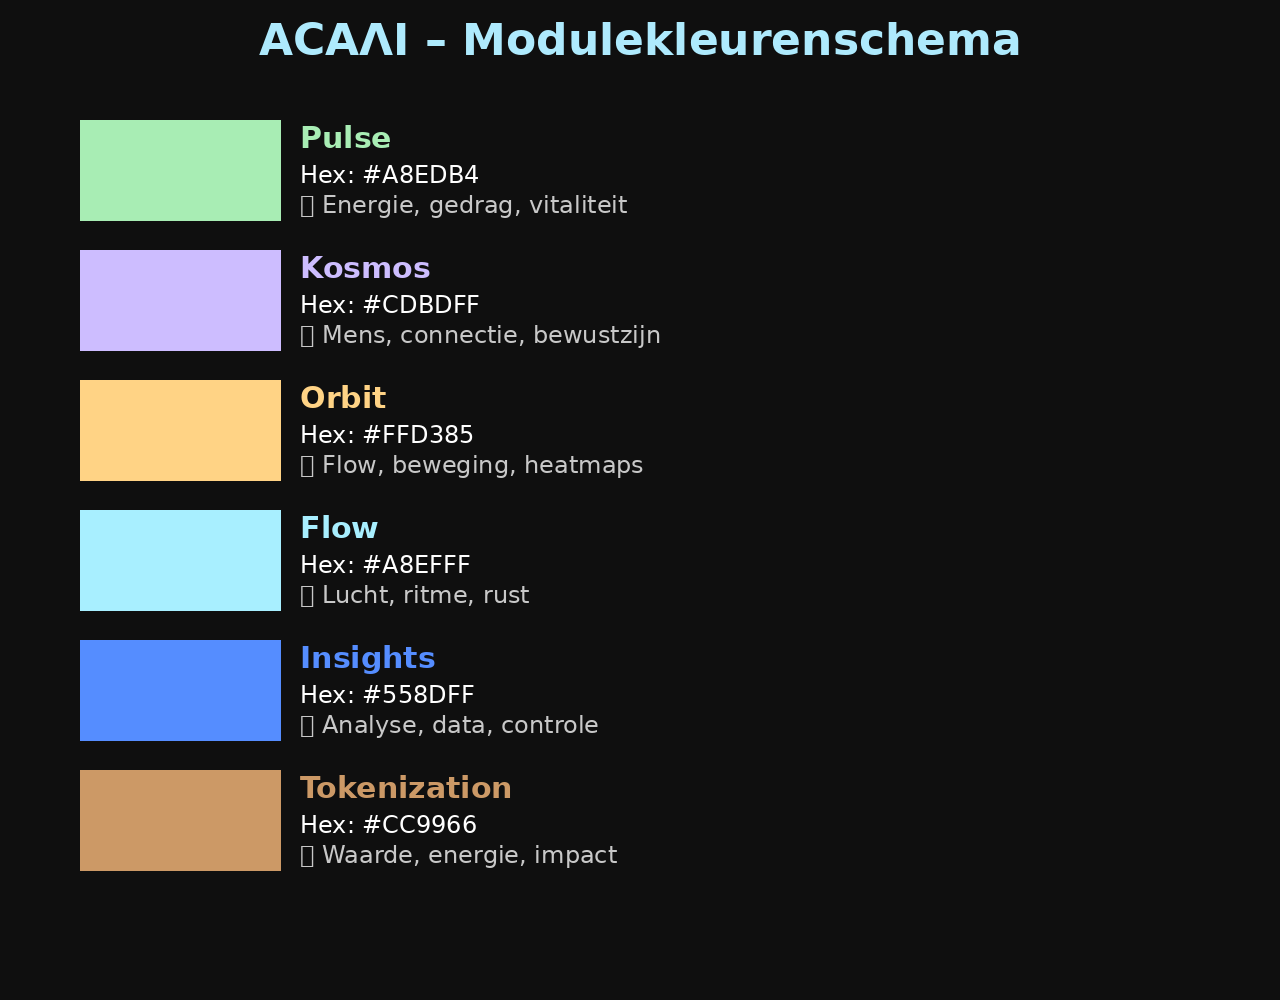 ACAΛI – Modulekleurenschema
Pulse
Hex: #A8EDB4
Energie, gedrag, vitaliteit
Kosmos
Hex: #CDBDFF
Mens, connectie, bewustzijn
Orbit
Hex: #FFD385
Flow, beweging, heatmaps
Flow
Hex: #A8EFFF
Lucht, ritme, rust
Insights
Hex: #558DFF
Analyse, data, controle
Tokenization
Hex: #CC9966
Waarde, energie, impact